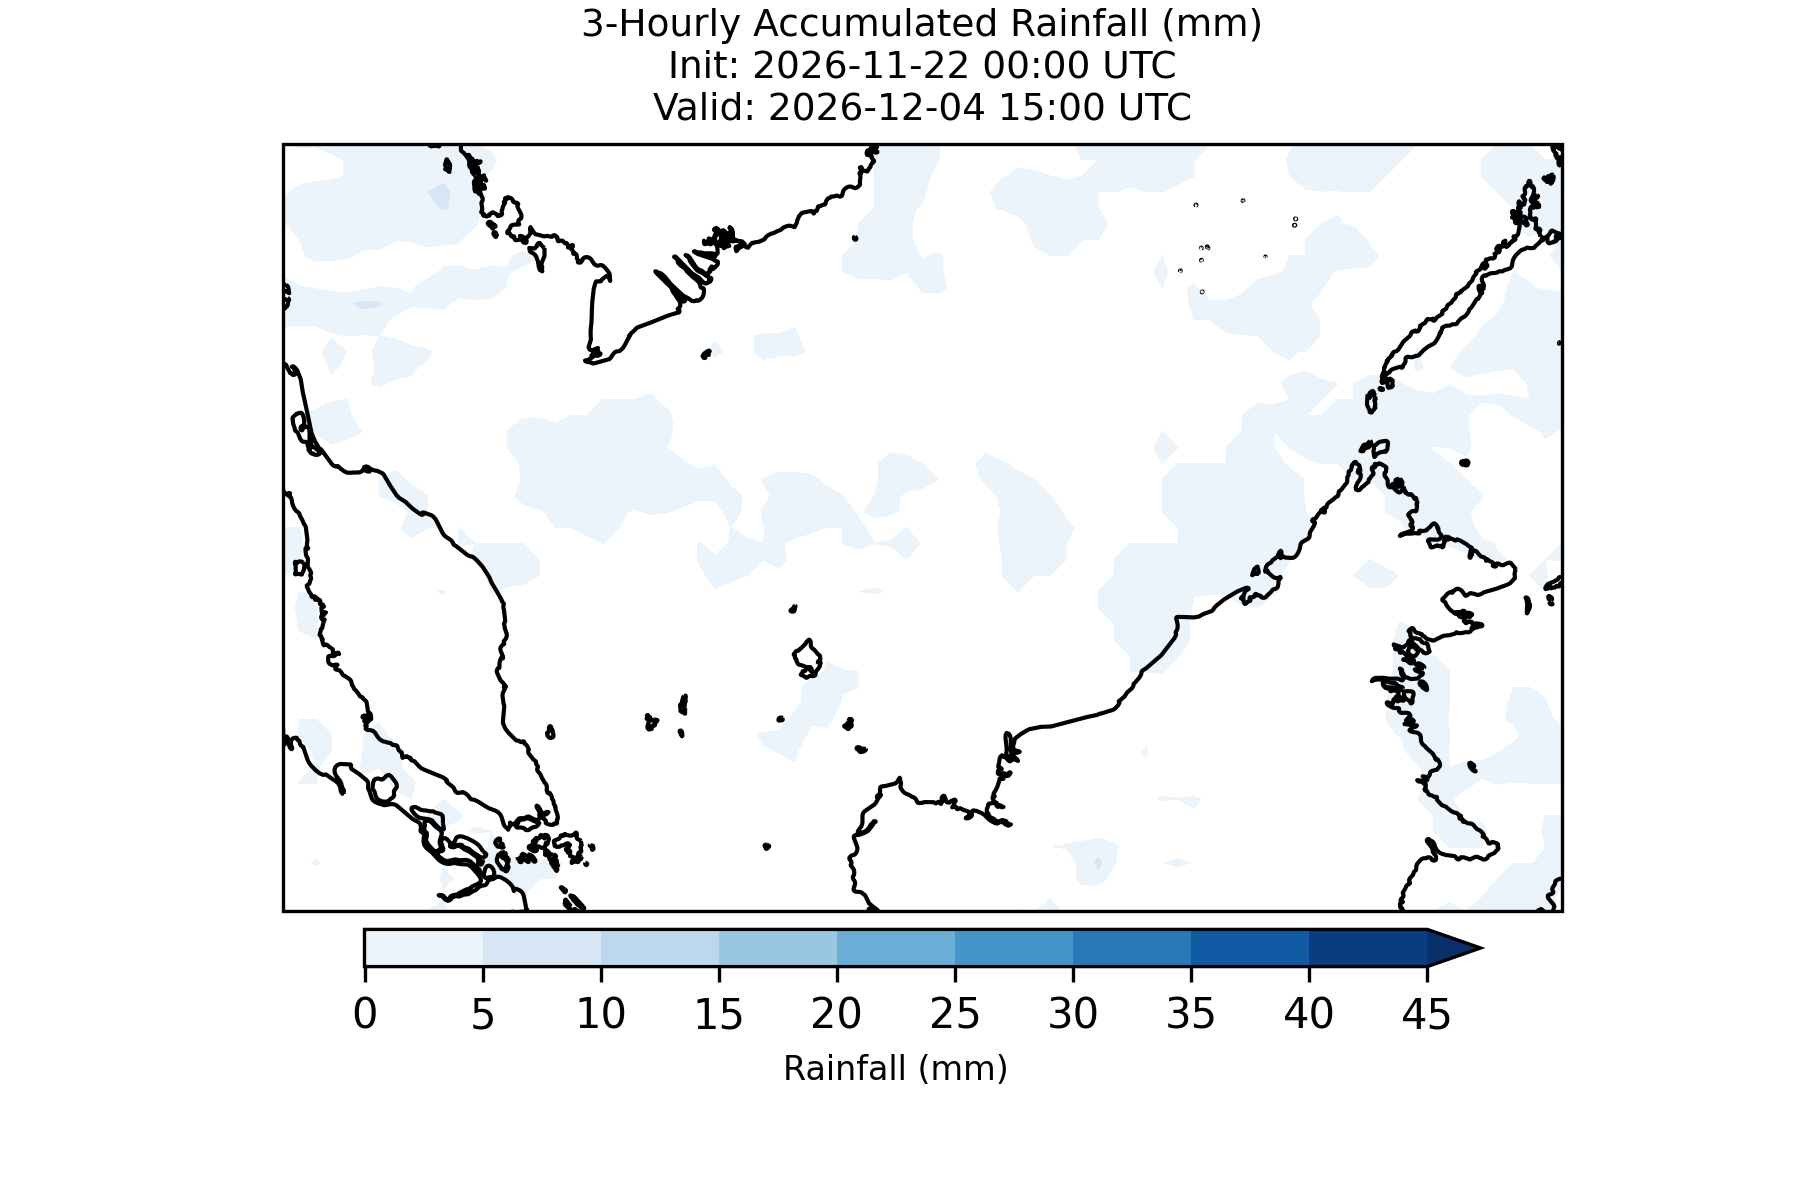 3-Hourly Accumulated Rainfall (mm)
Init: 2026-11-22 00:00 UTC
Valid: 2026-12-04 15:00 UTC
0 5 10 15 20 25 30 35 40 45
Rainfall (mm)